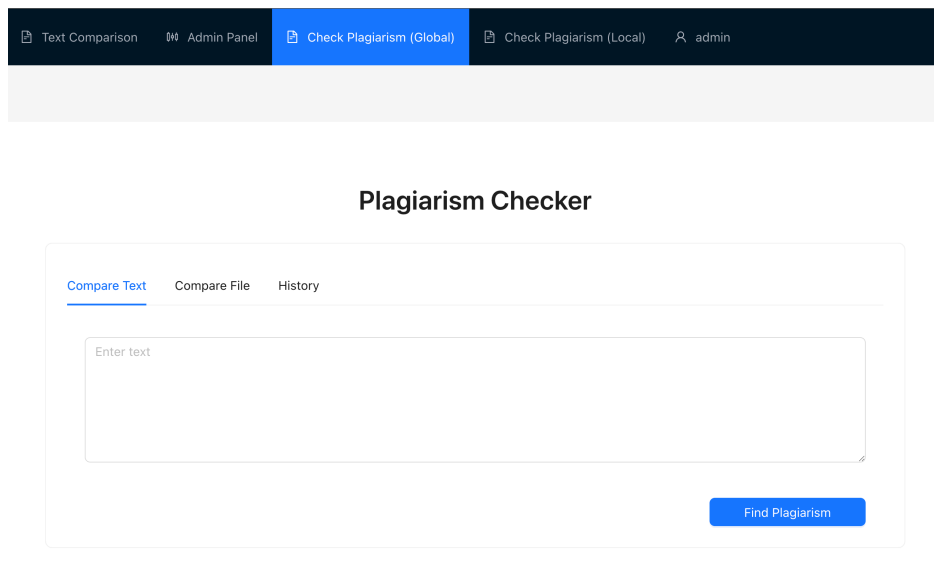 Text Comparison Admin Panel Check Plagiarism (Global) Check Plagiarism (Local) admin
Plagiarism Checker
Compare Text Compare File History
Enter text
Find Plagiarism